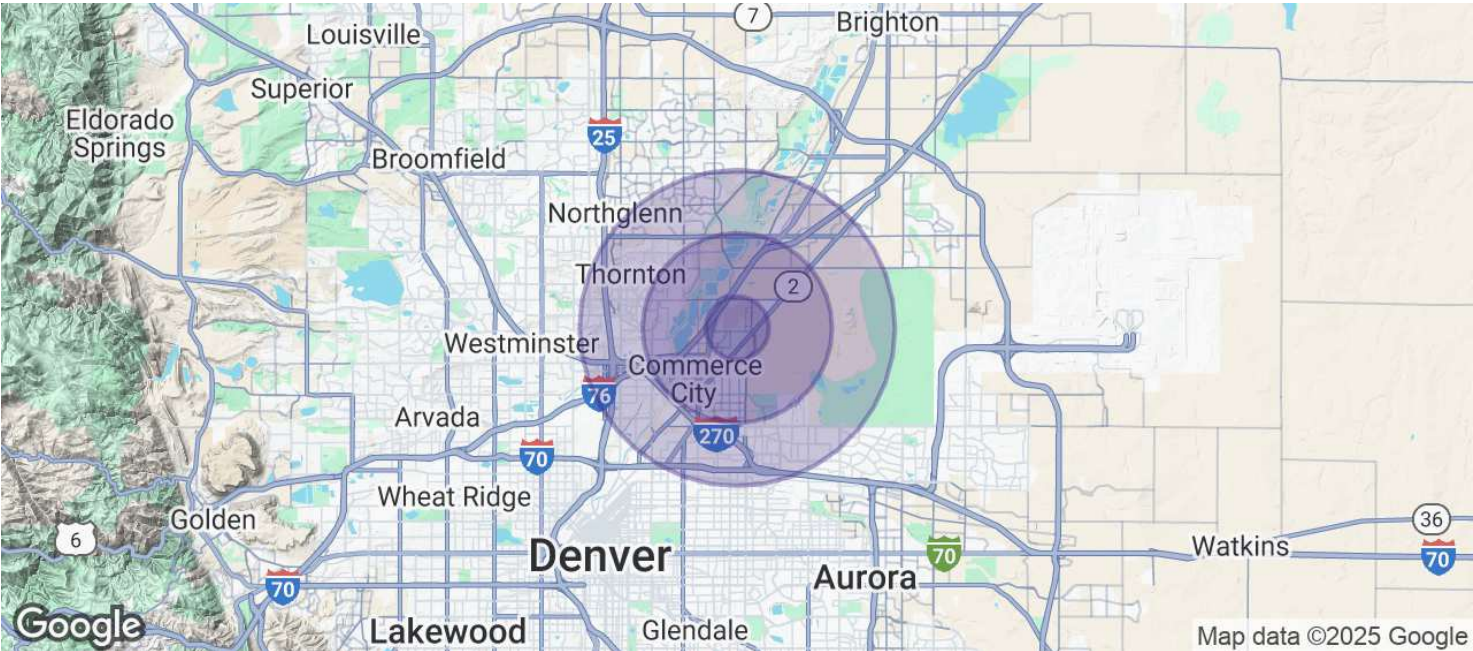 7
Brighton
Louisville
Superior
Eldorado
Springs
25
Broomfield
Northglenn
Thornton
2
Westminster
Commerce
City
76
Arvada
270
70
Wheat Ridge
Golden
6
36
Denver
70
Watkins
70
Aurora
70
Google
Lakewood
Glendale
Map data ©2025 Google